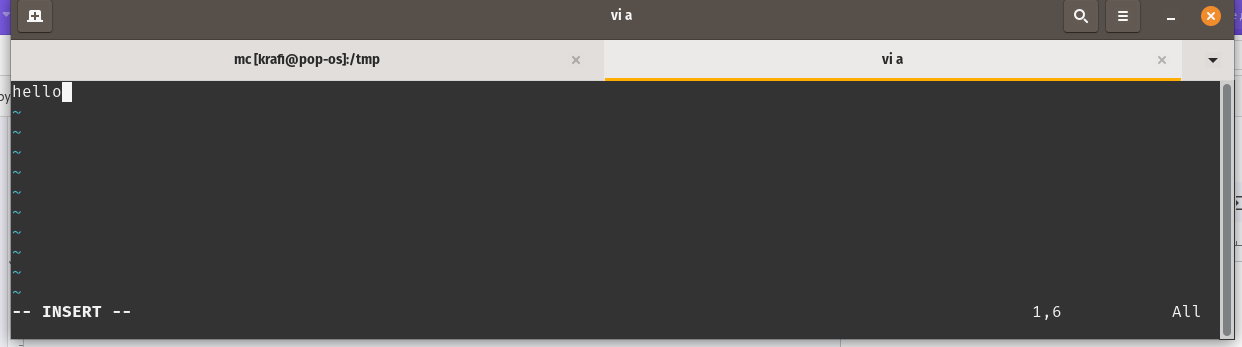 vi a
mc [krafi@pop-os]:/tmp
vi a
hello
~
~
~
~
~
~
~
~
~
~
-- INSERT -- 1,6 All